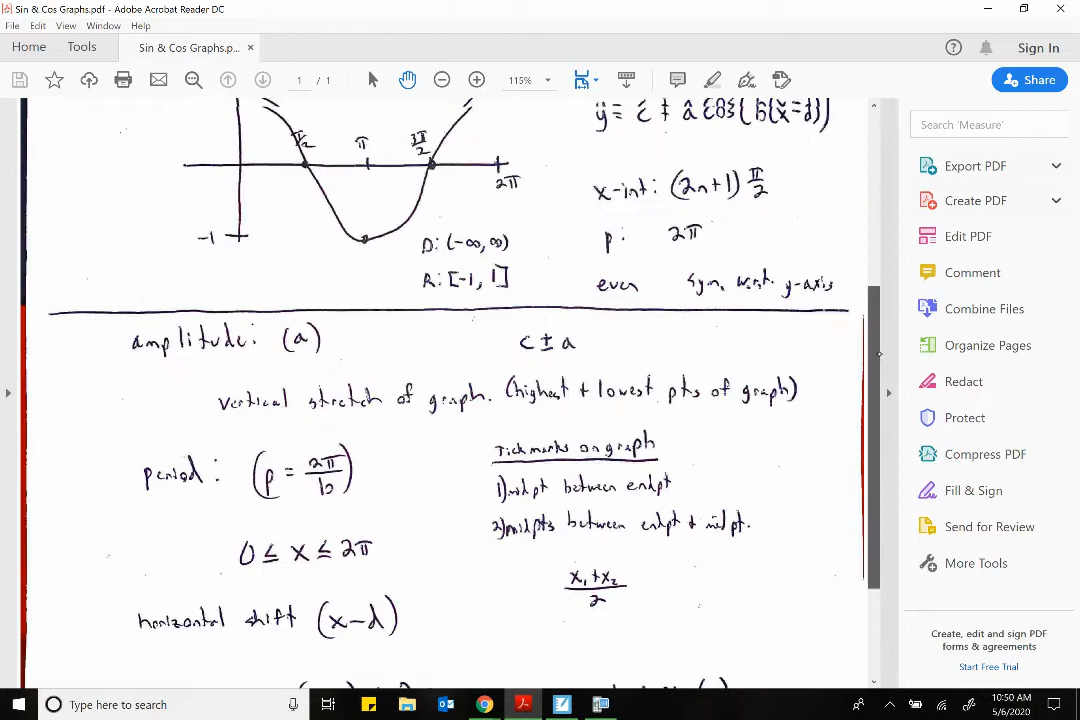 Sin & Cos Graphs.pdf - Adobe Acrobat Reader DC
File Edit View Window Help
Home Tools Sin & Cos Graphs.p... ×
1 / 1 115% Sign In
Share
Search 'Measure'
Export PDF
Create PDF
Edit PDF
Comment
Combine Files
Organize Pages
Redact
Protect
Compress PDF
Fill & Sign
Send for Review
More Tools
Create, edit and sign PDF
forms & agreements
Start Free Trial
y = c ± a cos(b(x-d))
π/2 π 3π/2 2π
-1
x-int: (2n+1) π/2
p: 2π
D: (-∞, ∞)
R: [-1, 1]
even sym. w.r.t. y-axis
amplitude: (a) c ± a
vertical stretch of graph. (highest + lowest pts of graph)
period: (p = 2π/b)
Tick marks on graph
1) midpt between endpt
2) midpts between endpt + midpt.
0 ≤ x ≤ 2π
x₁+x₂/2
horizontal shift (x-d)
Type here to search
10:50 AM
5/6/2020